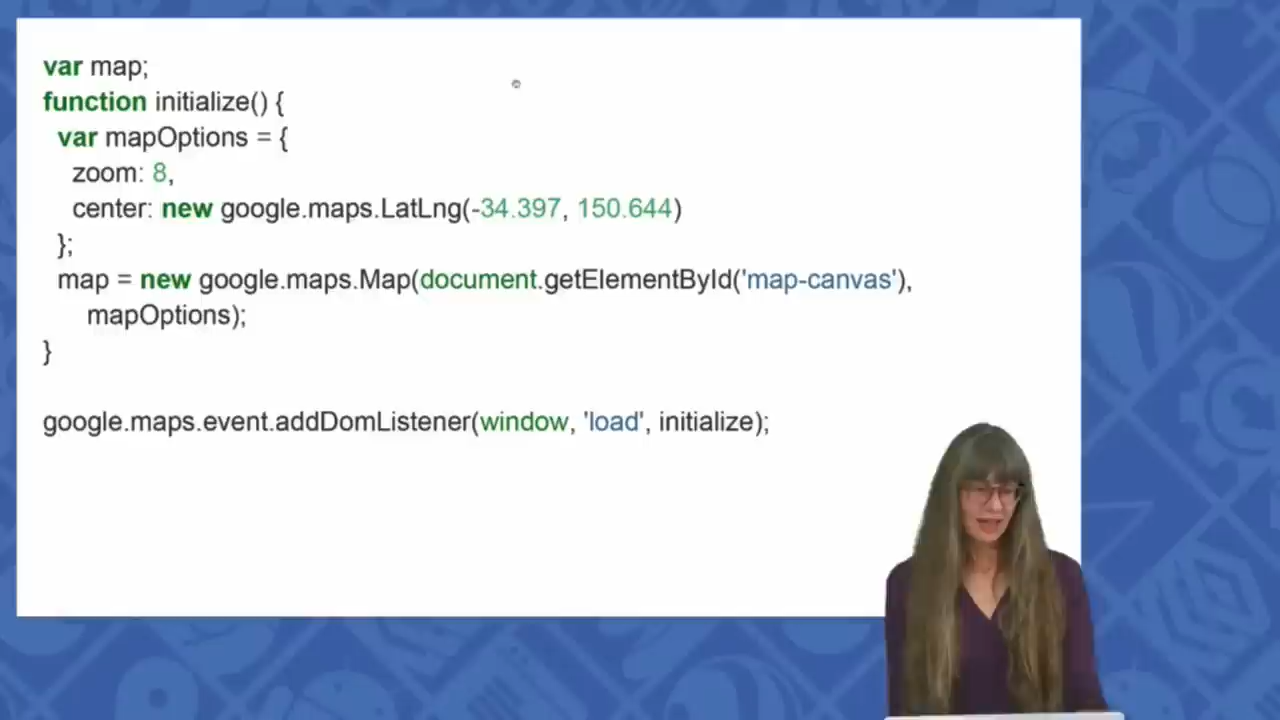 var map;
function initialize() {
var mapOptions = {
zoom: 8,
center: new google.maps.LatLng(-34.397, 150.644)
};
map = new google.maps.Map(document.getElementById('map-canvas'),
mapOptions);
}
google.maps.event.addDomListener(window, 'load', initialize);